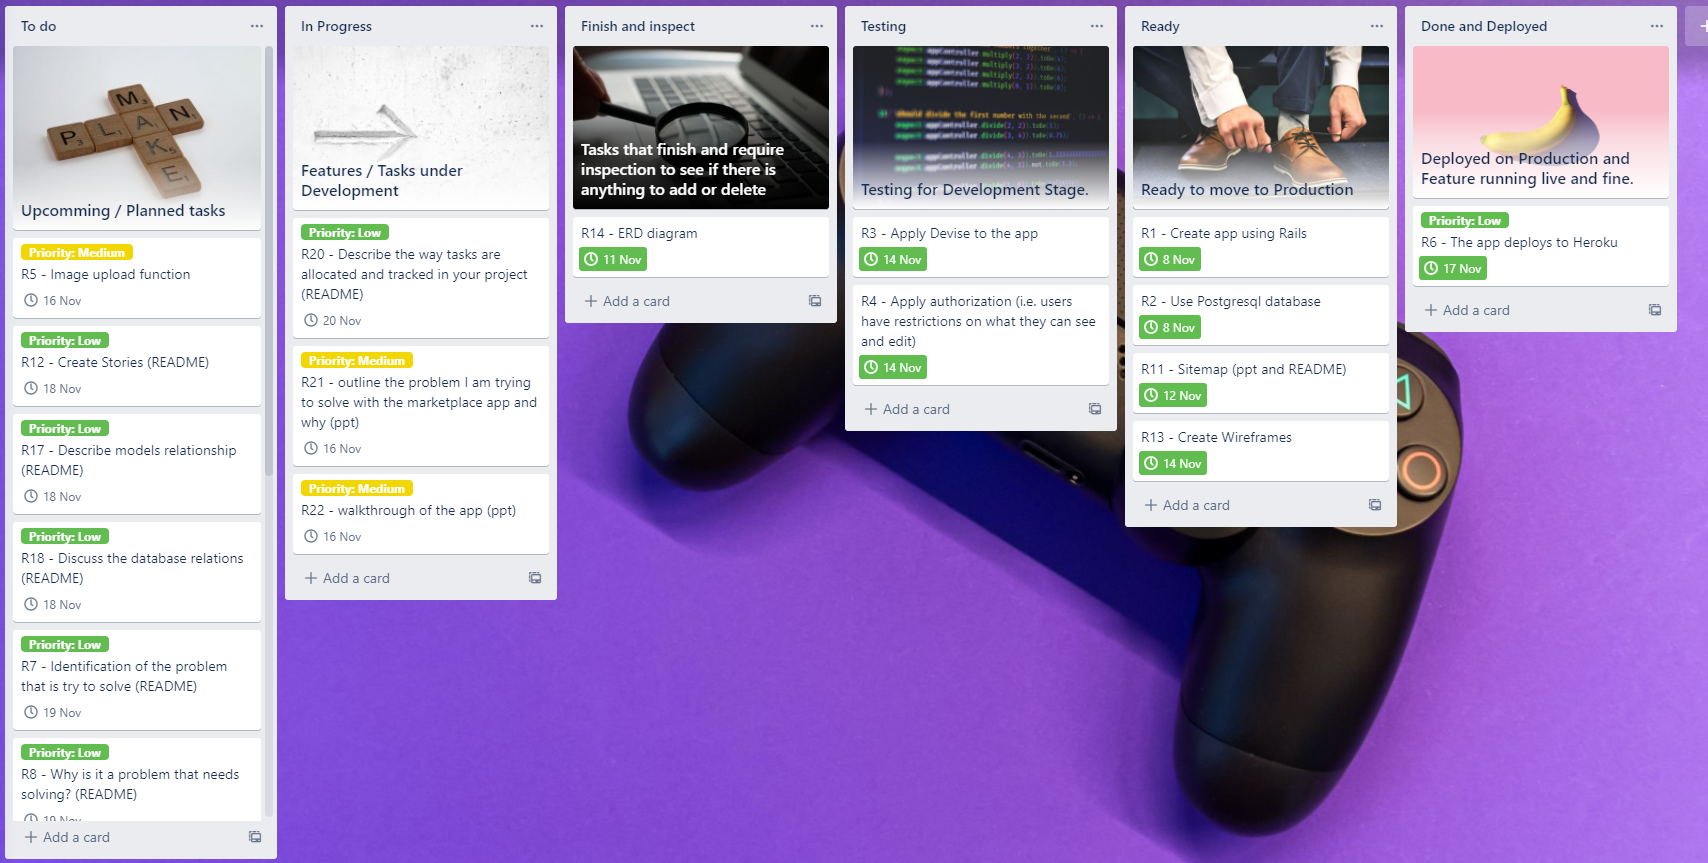 To do
M
PLAN
K
E
Upcomming / Planned tasks
Priority: Medium
R5 - Image upload function
16 Nov
Priority: Low
R12 - Create Stories (README)
18 Nov
Priority: Low
R17 - Describe models relationship
(README)
18 Nov
Priority: Low
R18 - Discuss the database relations
(README)
18 Nov
Priority: Low
R7 - Identification of the problem
that is try to solve (README)
19 Nov
Priority: Low
R8 - Why is it a problem that needs
solving? (README)
19 Nov
Add a card
In Progress
Features / Tasks under
Development
Priority: Low
R20 - Describe the way tasks are
allocated and tracked in your project
(README)
20 Nov
Priority: Medium
R21 - outline the problem I am trying
to solve with the marketplace app and
why (ppt)
16 Nov
Priority: Medium
R22 - walkthrough of the app (ppt)
16 Nov
Add a card
Finish and inspect
Tasks that finish and require
inspection to see if there is
anything to add or delete
R14 - ERD diagram
11 Nov
Add a card
Testing
should divide the First number with the second
Testing for Development Stage.
R3 - Apply Devise to the app
14 Nov
R4 - Apply authorization (i.e. users
have restrictions on what they can see
and edit)
14 Nov
Add a card
Ready
Ready to move to Production
R1 - Create app using Rails
8 Nov
R2 - Use Postgresql database
8 Nov
R11 - Sitemap (ppt and README)
12 Nov
R13 - Create Wireframes
14 Nov
Add a card
Done and Deployed
Deployed on Production and
Feature running live and fine.
Priority: Low
R6 - The app deploys to Heroku
17 Nov
Add a card